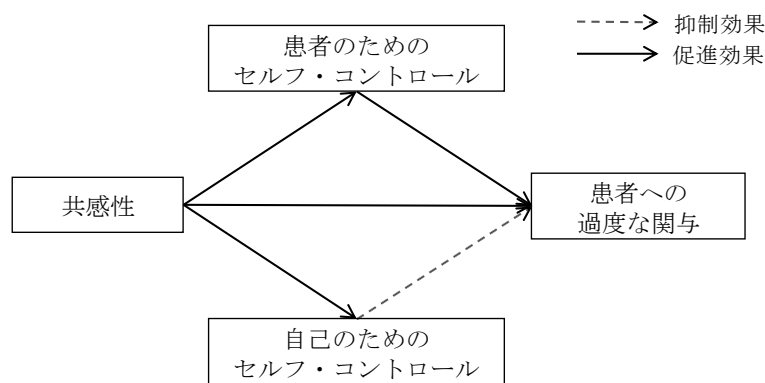 患者のための
セルフ・コントロール
抑制効果
促進効果
共感性
患者への
過度な関与
自己のための
セルフ・コントロール